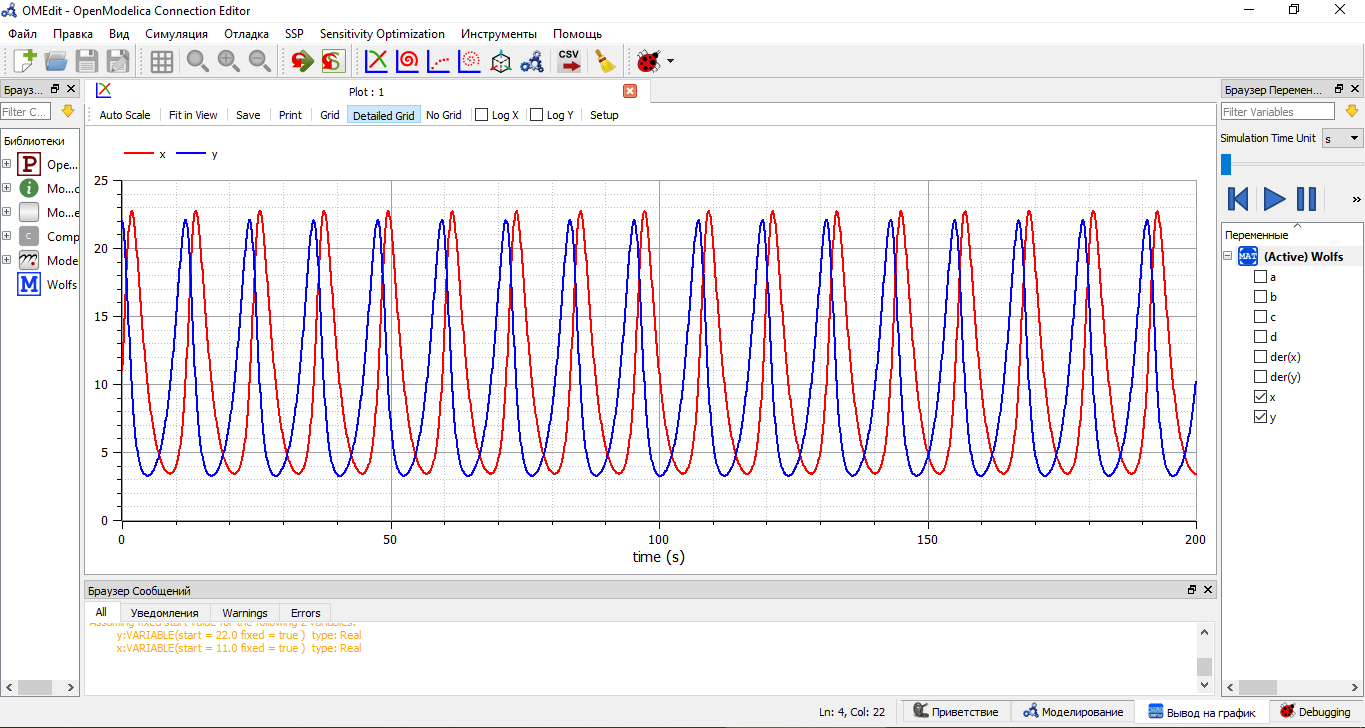 OMEdit - OpenModelica Connection Editor
Файл Правка Вид Симуляция Отладка SSP Sensitivity Optimization Инструменты Помощь
CSV
Брауз...
Plot : 1
Браузер Перемен...
Filter C...
Auto Scale Fit in View Save Print Grid Detailed Grid No Grid Log X Log Y Setup
Filter Variables
Библиотеки
Simulation Time Unit s
P Ope...
i Mo...c
Mo...e
C Comp
Mode
M Wolfs
x y
25
20
15
10
5
0
0 50 100 150 200
time (s)
»
Переменные
MAT (Active) Wolfs
a
b
c
d
der(x)
der(y)
x
y
Браузер Сообщений
All Уведомления Warnings Errors
Assuming fixed start value for the following 2 variables:
y:VARIABLE(start = 22.0 fixed = true ) type: Real
x:VARIABLE(start = 11.0 fixed = true ) type: Real
Ln: 4, Col: 22 Приветствие Моделирование Вывод на график Debugging